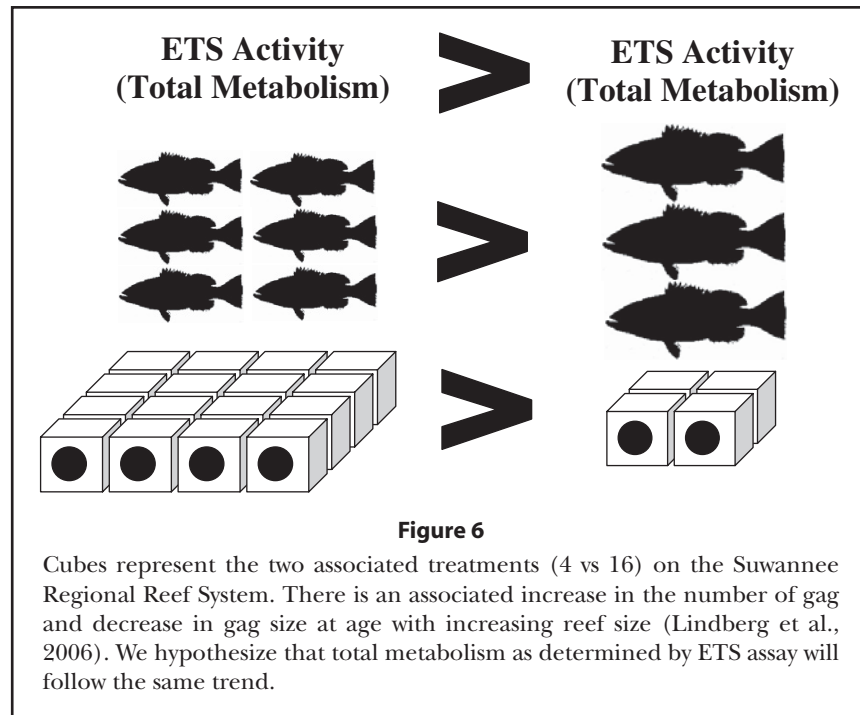 ETS Activity
(Total Metabolism)
>
ETS Activity
(Total Metabolism)
>
>
Figure 6
Cubes represent the two associated treatments (4 vs 16) on the Suwannee
Regional Reef System. There is an associated increase in the number of gag
and decrease in gag size at age with increasing reef size (Lindberg et al.,
2006). We hypothesize that total metabolism as determined by ETS assay will
follow the same trend.